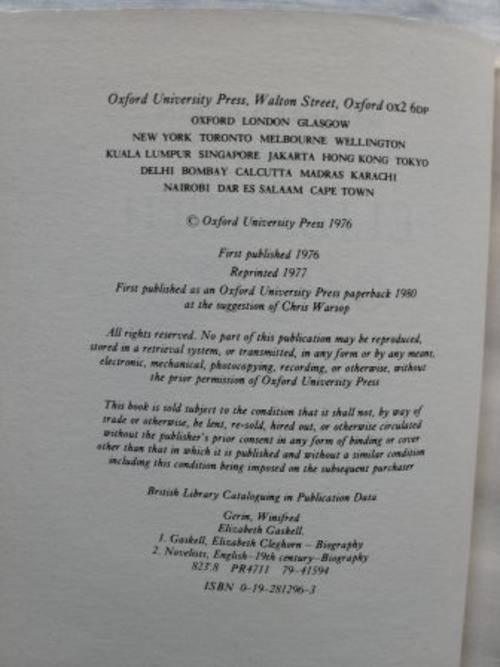 Oxford University Press, Walton Street, Oxford OX2 6DP
OXFORD LONDON GLASGOW
NEW YORK TORONTO MELBOURNE WELLINGTON
KUALA LUMPUR SINGAPORE JAKARTA HONG KONG TOKYO
DELHI BOMBAY CALCUTTA MADRAS KARACHI
NAIROBI DAR ES SALAAM CAPE TOWN
© Oxford University Press 1976
First published 1976
Reprinted 1977
First published as an Oxford University Press paperback 1980
at the suggestion of Chris Warsop
All rights reserved. No part of this publication may be reproduced,
stored in a retrieval system, or transmitted, in any form or by any means,
electronic, mechanical, photocopying, recording, or otherwise, without
the prior permission of Oxford University Press
This book is sold subject to the condition that it shall not, by way of
trade or otherwise, be lent, re-sold, hired out, or otherwise circulated
without the publisher's prior consent in any form of binding or cover
other than that in which it is published and without a similar condition
including this condition being imposed on the subsequent purchaser
British Library Cataloguing in Publication Data
Gerin, Winifred
Elizabeth Gaskell.
1. Gaskell, Elizabeth Cleghorn – Biography
2. Novelists, English–19th century–Biography
823'.8 PR4711 79-41594
ISBN 0-19-281296-3